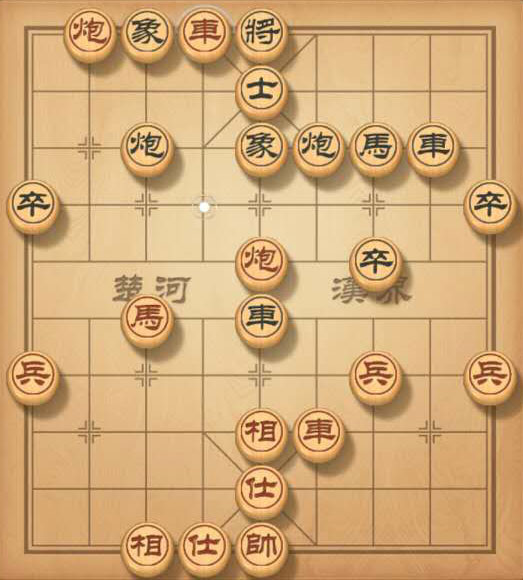 炮 象 車 將
士
炮 象 炮 馬 車
卒 卒
炮 卒
楚河 漢界
馬 車
兵 兵 兵
相 車
仕
相 仕 帥